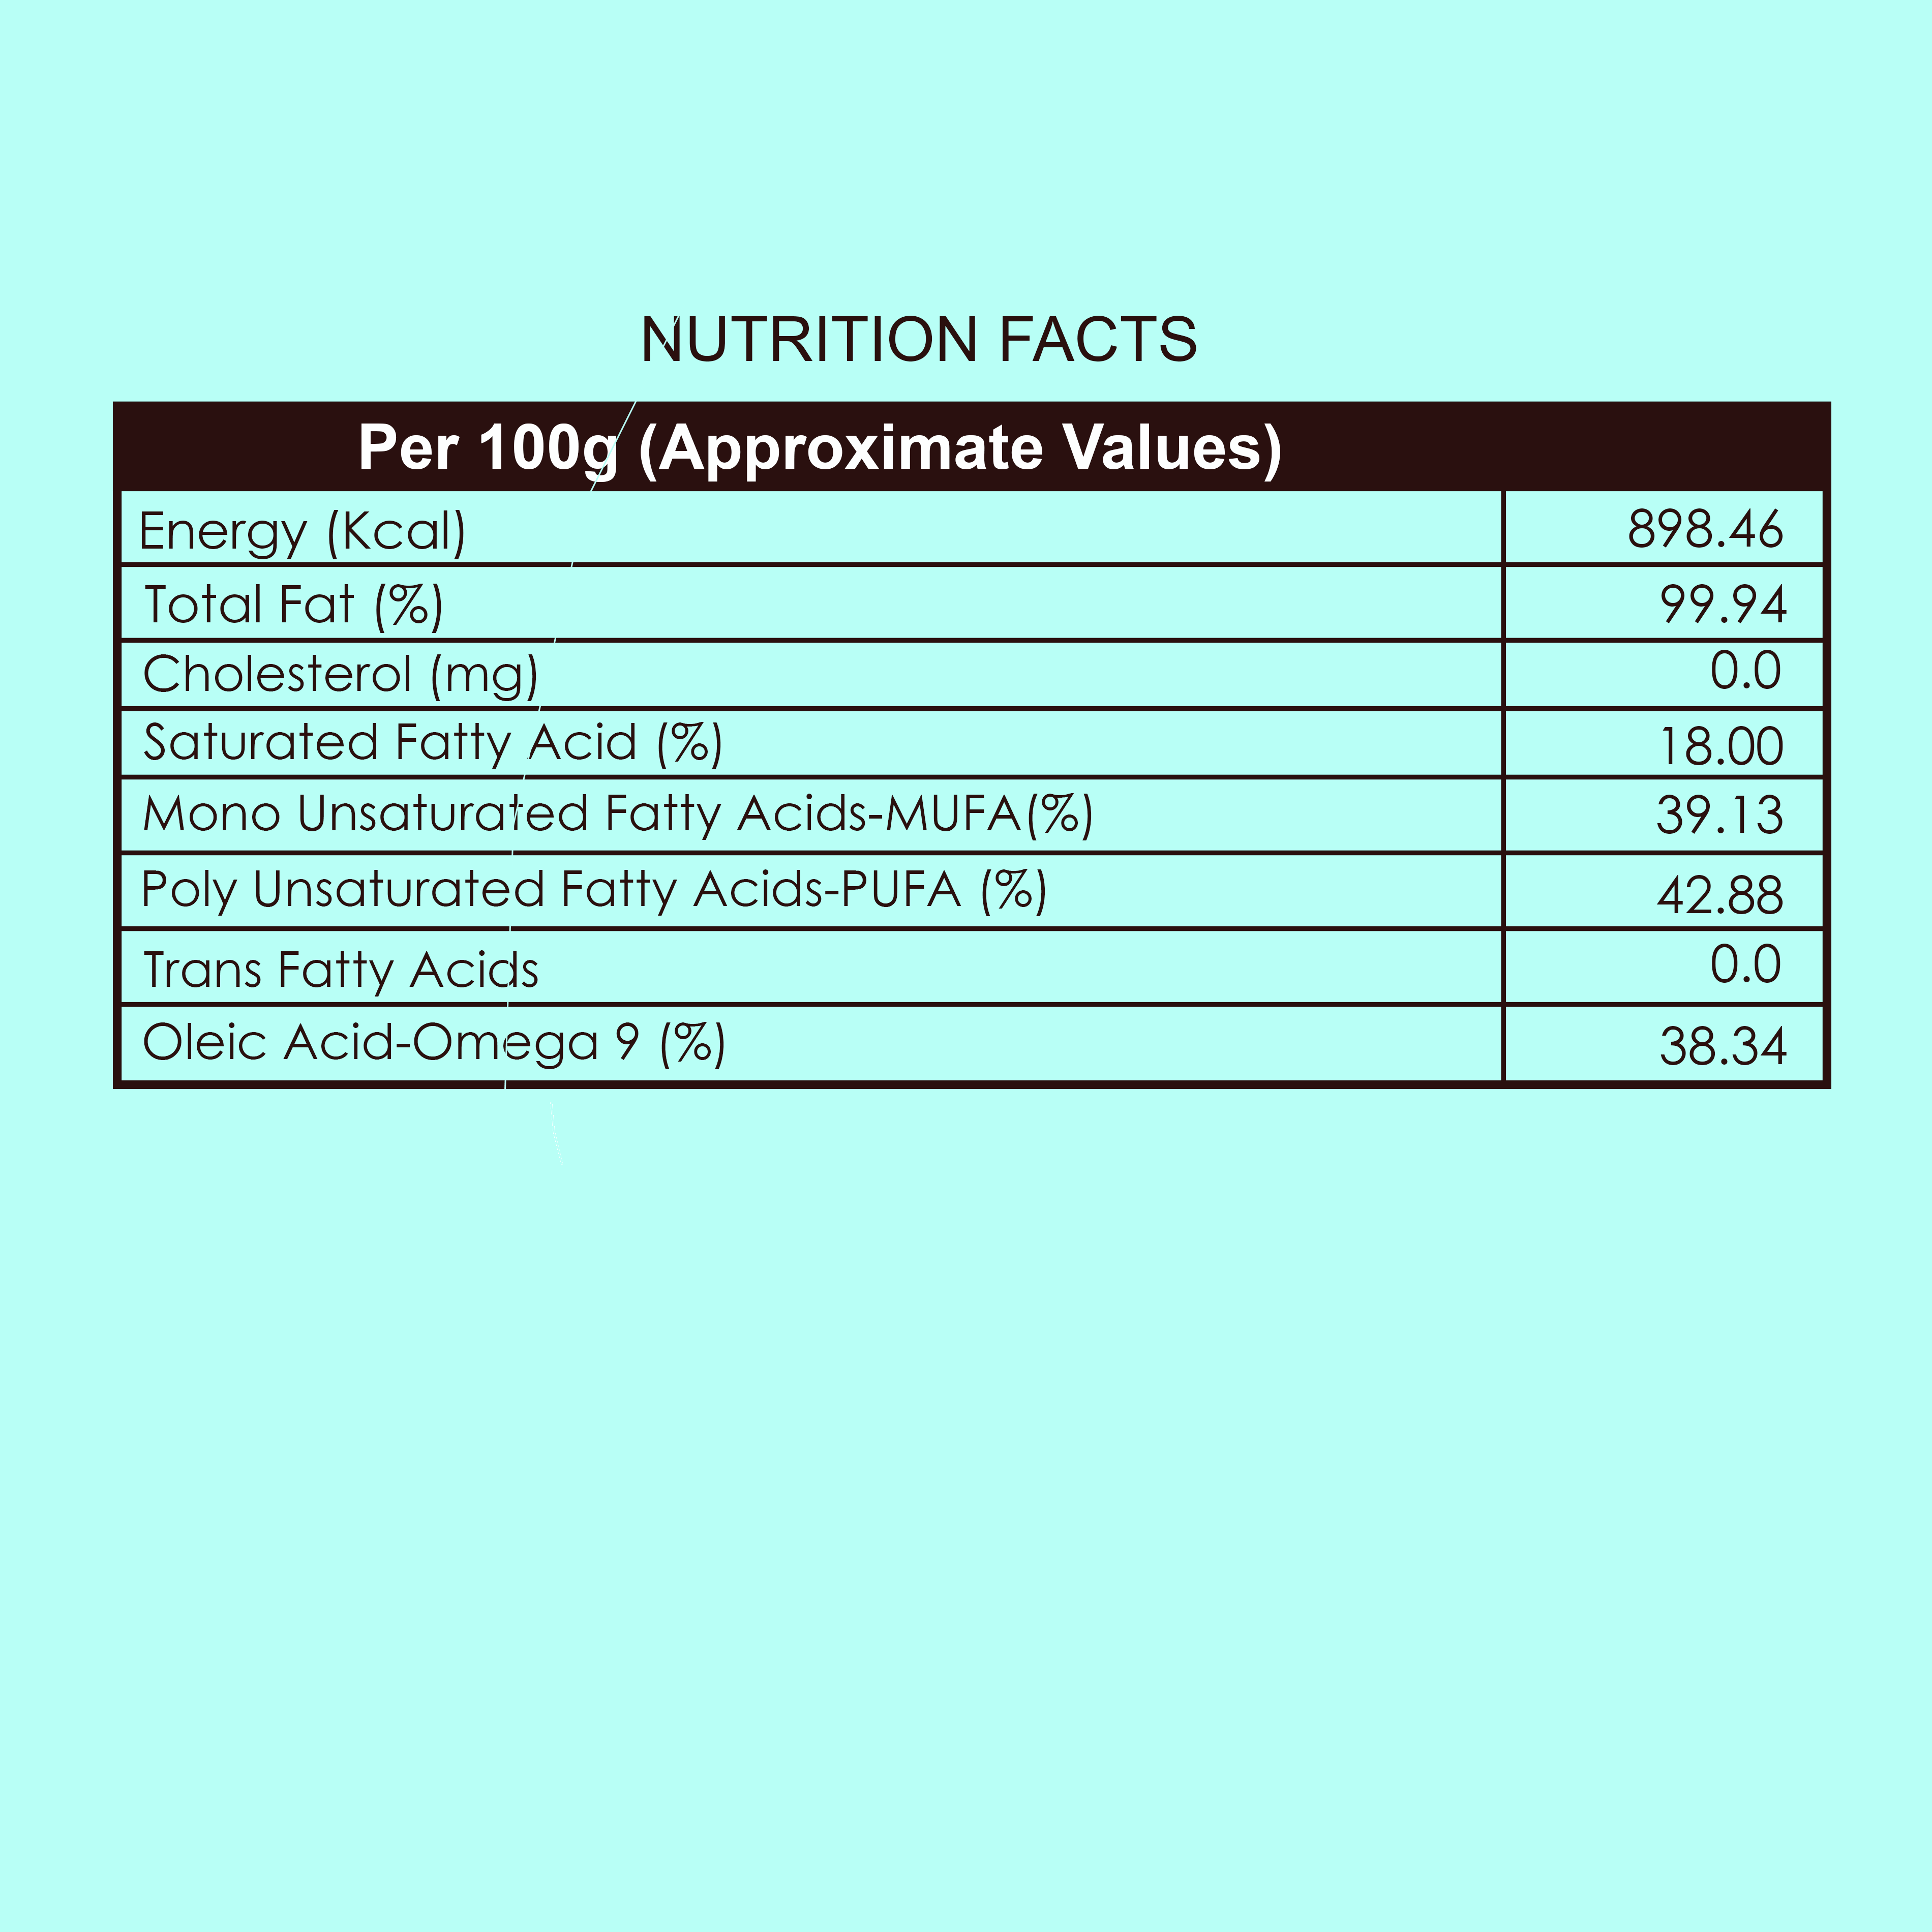 NUTRITION FACTS
Per 100g (Approximate Values)
Energy (Kcal) 898.46
Total Fat (%) 99.94
Cholesterol (mg) 0.0
Saturated Fatty Acid (%) 18.00
Mono Unsaturated Fatty Acids-MUFA(%) 39.13
Poly Unsaturated Fatty Acids-PUFA (%) 42.88
Trans Fatty Acids 0.0
Oleic Acid-Omega 9 (%) 38.34